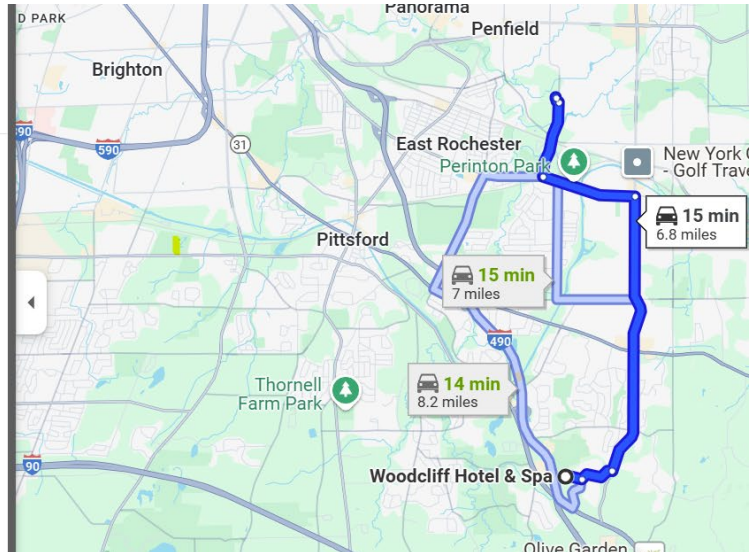 D PARK
Panorama
Penfield
Brighton
390
590
31
East Rochester
Perinton Park
New York
- Golf Trav
15 min
6.8 miles
Pittsford
15 min
7 miles
490
14 min
8.2 miles
Thornell
Farm Park
90
Woodcliff Hotel & Spa
Olive Garden